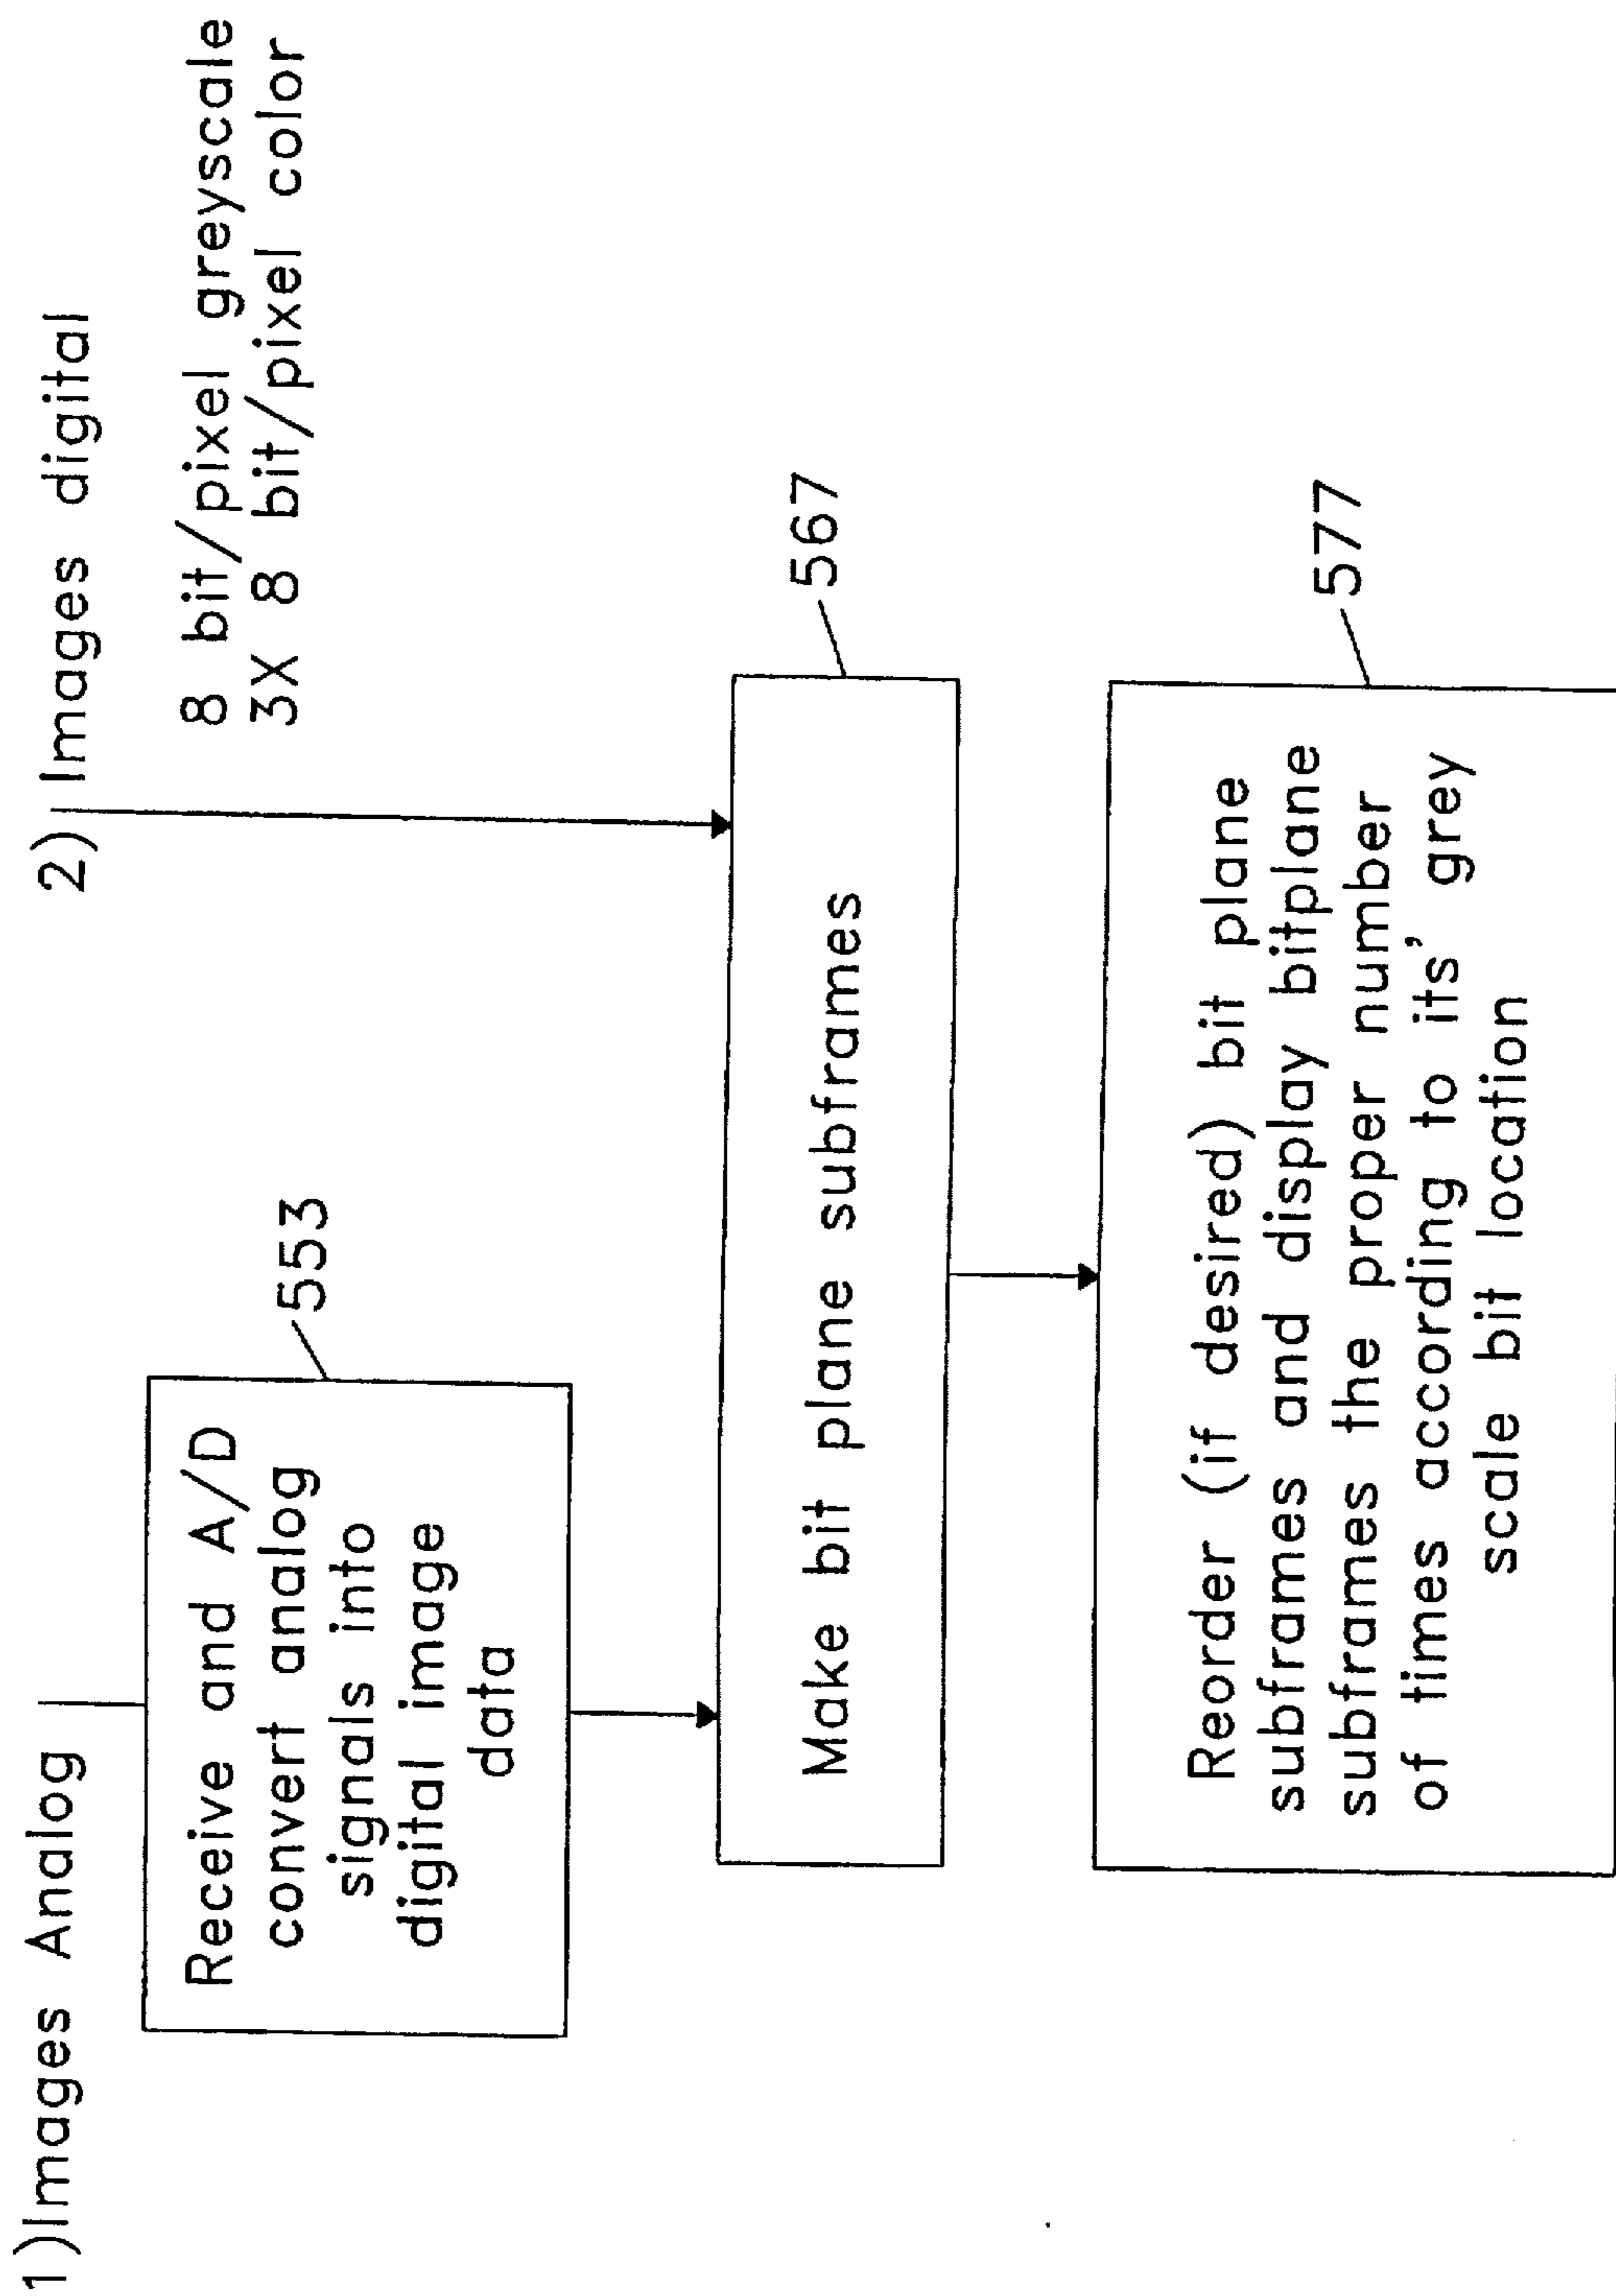 1)Images Analog
2) Images digital
8 bit/pixel greyscale
3X 8 bit/pixel color
Receive and A/D
convert analog
signals into
digital image
data
553
Make bit plane subframes
567
Reorder (if desired) bit plane
subframes and display bitplane
subframes the proper number
of times according to its' grey
scale bit location
577